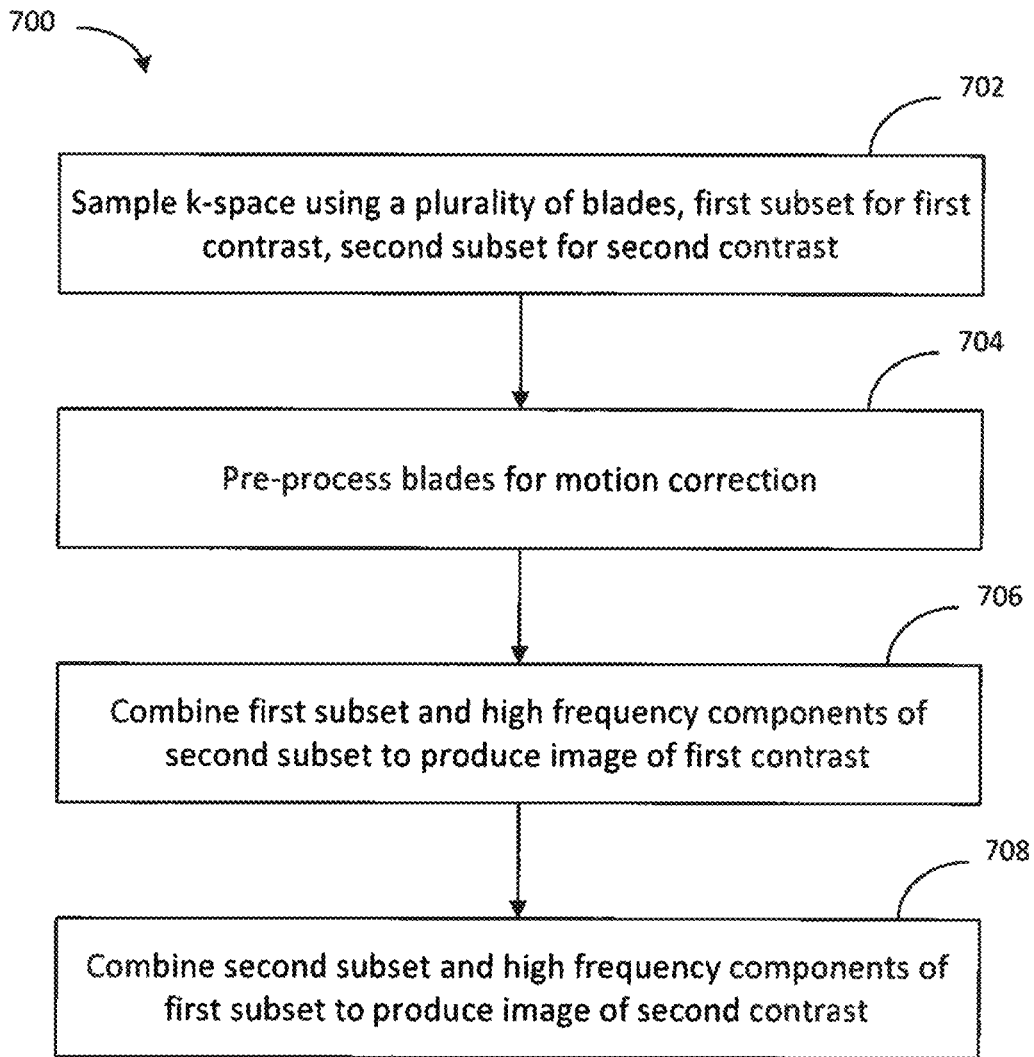 700
702
Sample k-space using a plurality of blades, first subset for first
contrast, second subset for second contrast
704
Pre-process blades for motion correction
706
Combine first subset and high frequency components of
second subset to produce image of first contrast
708
Combine second subset and high frequency components of
first subset to produce image of second contrast